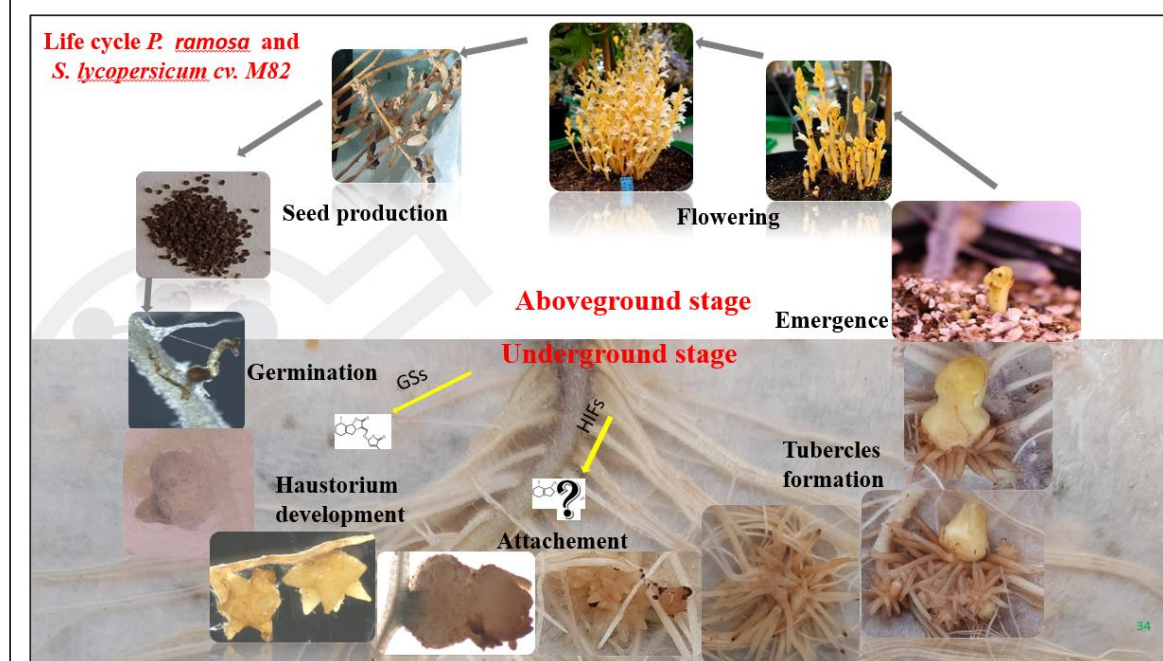 Life cycle P. ramosa and
S. lycopersicum cv. M82
Seed production
Flowering
Aboveground stage
Emergence
Underground stage
Germination
GSs
HIFs
Tubercles
formation
Haustorium
development
?
Attachement
34